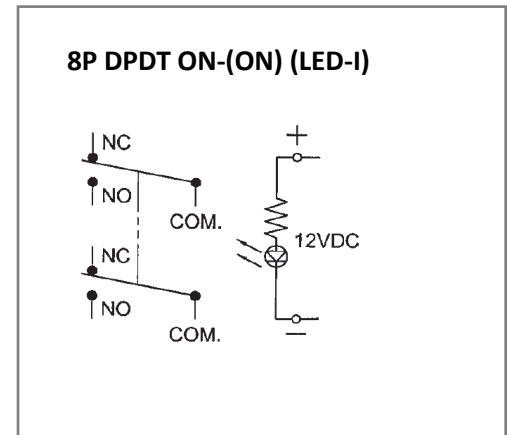 8P DPDT ON-(ON) (LED-I)
NC
NO
COM.
NC
NO
COM.
+
12VDC
—